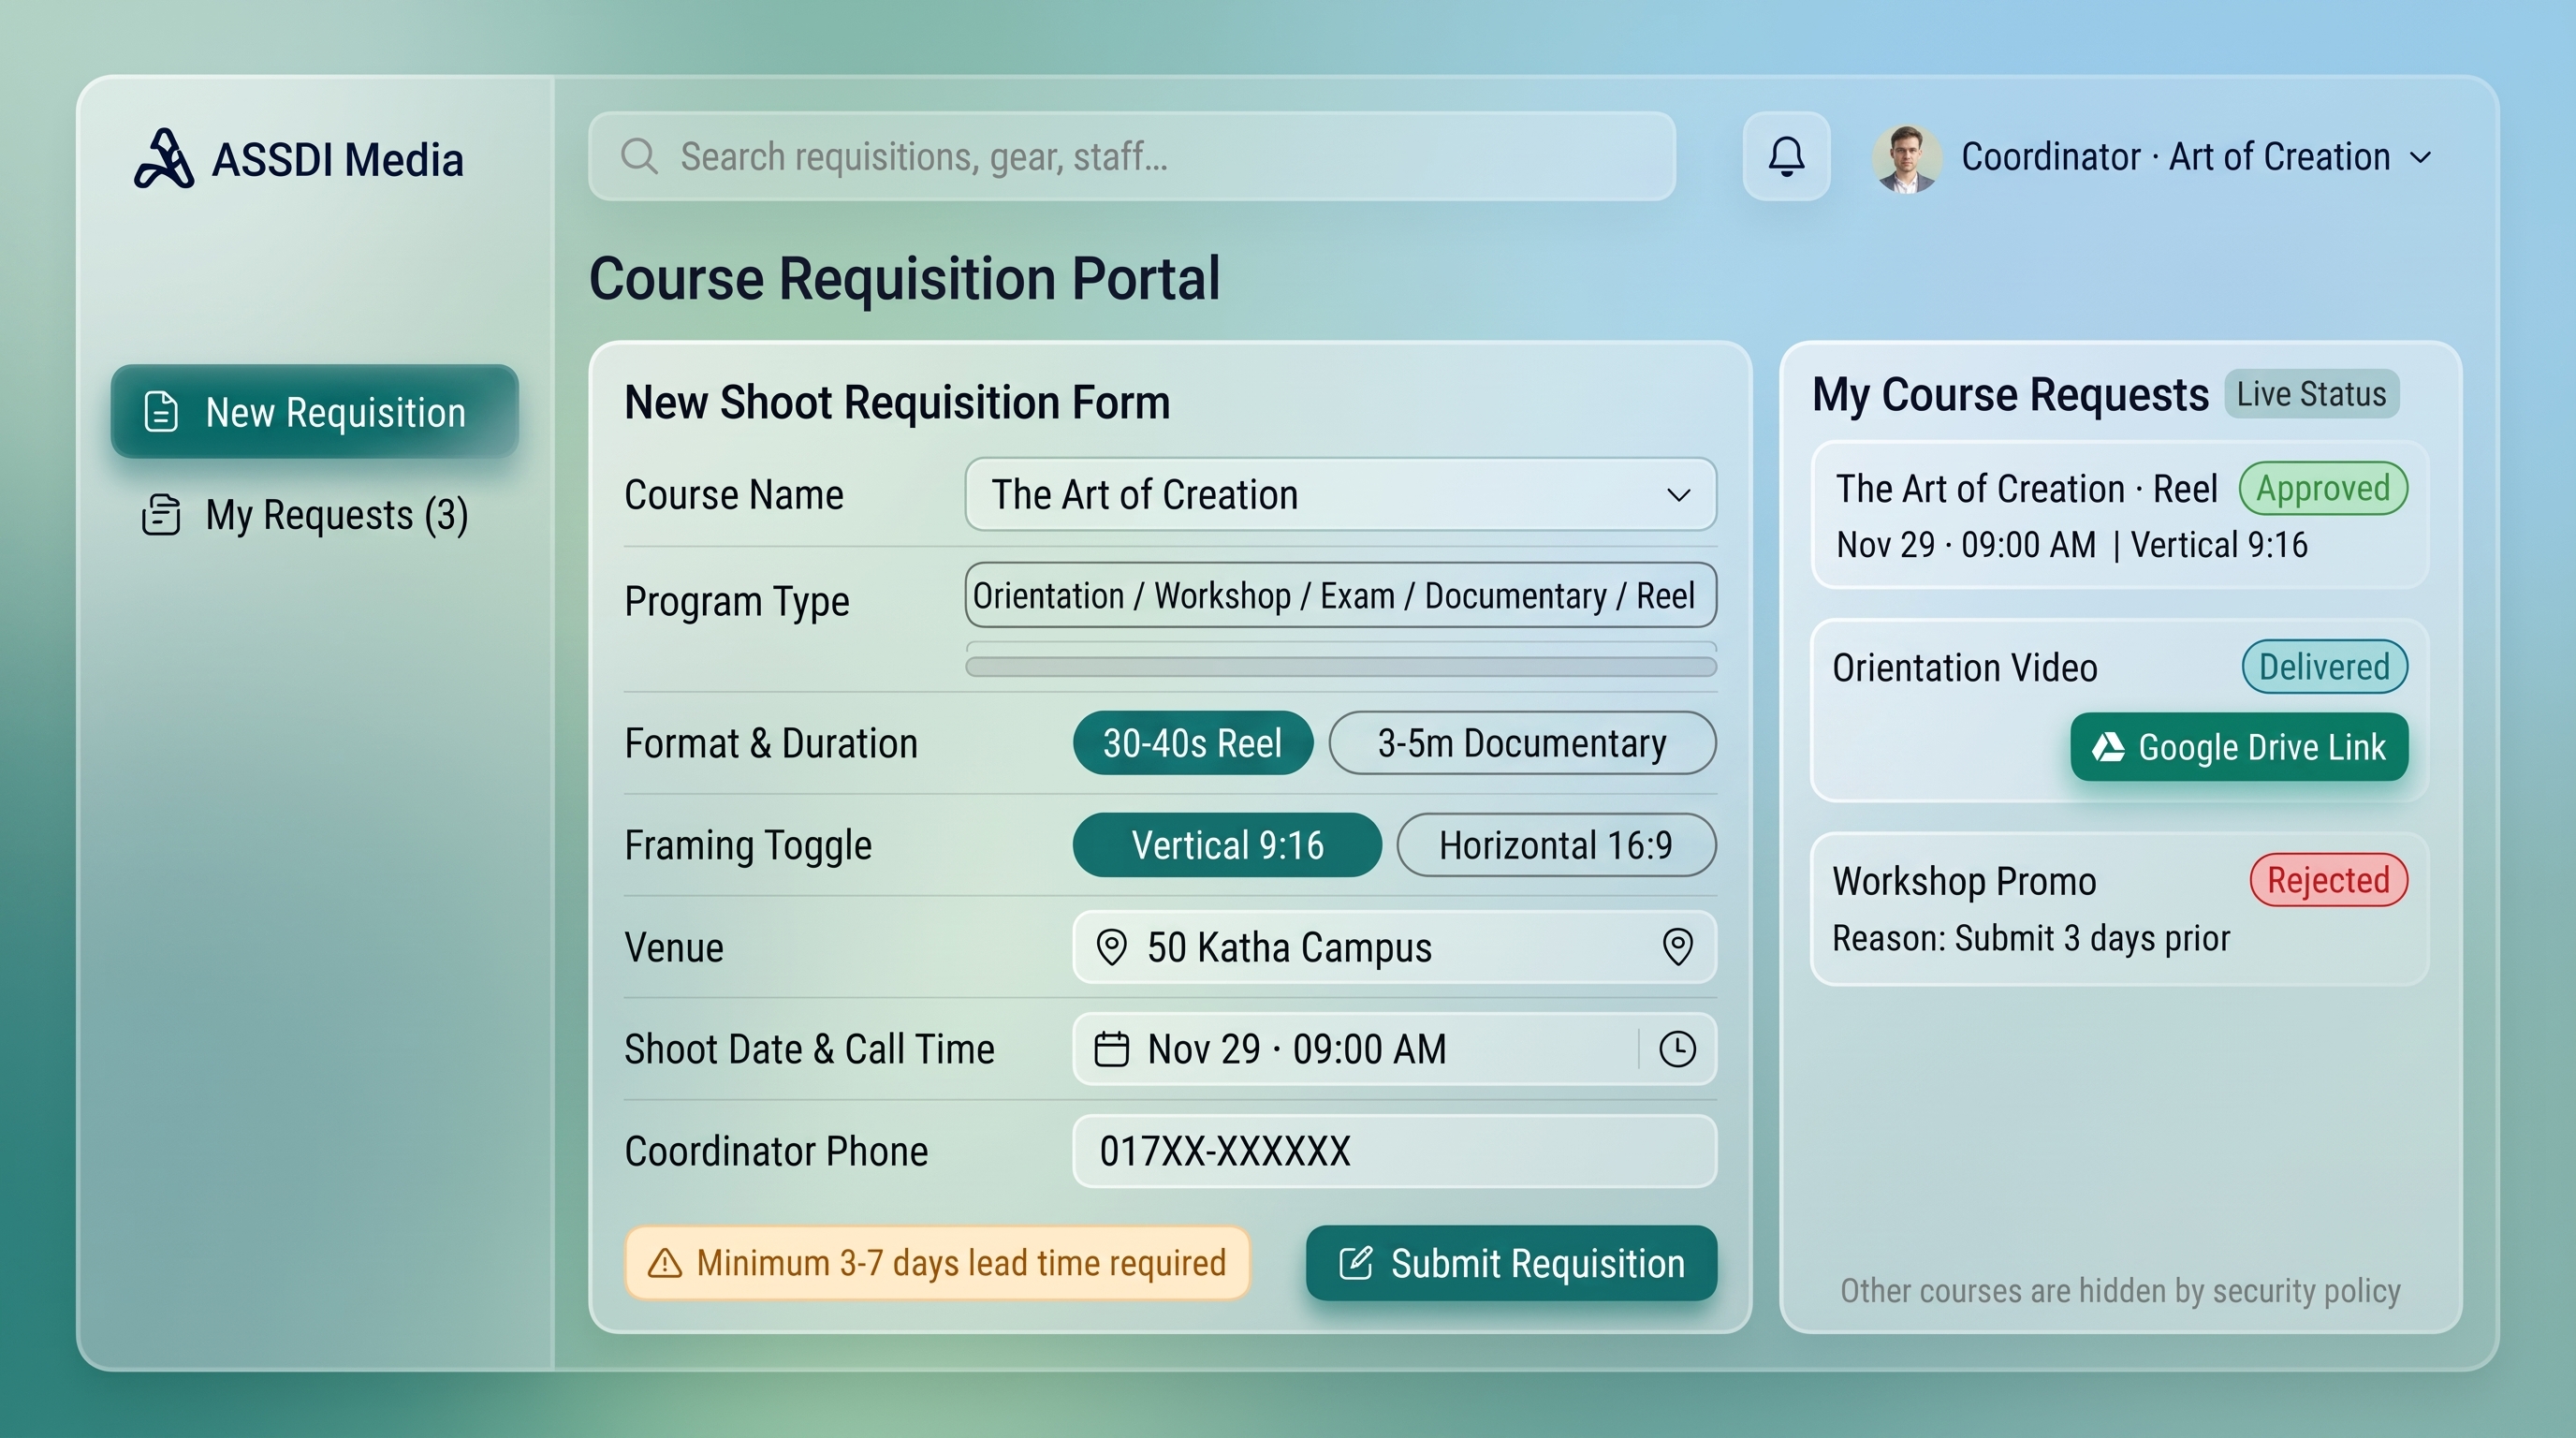 ASSDI Media
Search requisitions, gear, staff...
Coordinator · Art of Creation
New Requisition
My Requests (3)
Course Requisition Portal
New Shoot Requisition Form
Course Name
The Art of Creation
Program Type
Orientation / Workshop / Exam / Documentary / Reel
Format & Duration
30-40s Reel
3-5m Documentary
Framing Toggle
Vertical 9:16
Horizontal 16:9
Venue
50 Katha Campus
Shoot Date & Call Time
Nov 29 · 09:00 AM
Coordinator Phone
017XX-XXXXXX
Minimum 3-7 days lead time required
Submit Requisition
My Course Requests
Live Status
The Art of Creation · Reel
Approved
Nov 29 · 09:00 AM | Vertical 9:16
Orientation Video
Delivered
Google Drive Link
Workshop Promo
Rejected
Reason: Submit 3 days prior
Other courses are hidden by security policy